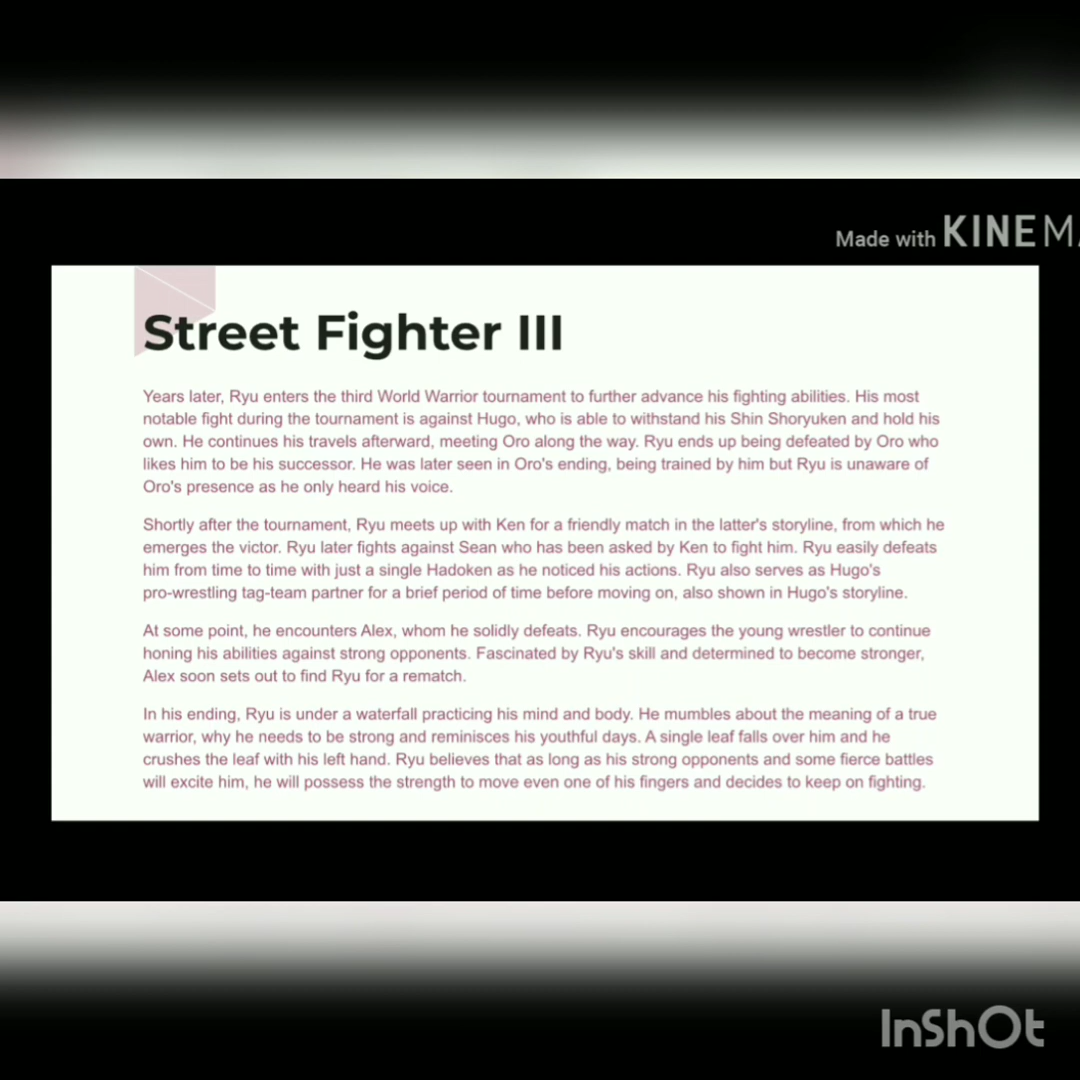 Made with KINEMA
Street Fighter III
Years later, Ryu enters the third World Warrior tournament to further advance his fighting abilities. His most
notable fight during the tournament is against Hugo, who is able to withstand his Shin Shoryuken and hold his
own. He continues his travels afterward, meeting Oro along the way. Ryu ends up being defeated by Oro who
likes him to be his successor. He was later seen in Oro's ending, being trained by him but Ryu is unaware of
Oro's presence as he only heard his voice.
Shortly after the tournament, Ryu meets up with Ken for a friendly match in the latter's storyline, from which he
emerges the victor. Ryu later fights against Sean who has been asked by Ken to fight him. Ryu easily defeats
him from time to time with just a single Hadoken as he noticed his actions. Ryu also serves as Hugo's
pro-wrestling tag-team partner for a brief period of time before moving on, also shown in Hugo's storyline.
At some point, he encounters Alex, whom he solidly defeats. Ryu encourages the young wrestler to continue
honing his abilities against strong opponents. Fascinated by Ryu's skill and determined to become stronger,
Alex soon sets out to find Ryu for a rematch.
In his ending, Ryu is under a waterfall practicing his mind and body. He mumbles about the meaning of a true
warrior, why he needs to be strong and reminisces his youthful days. A single leaf falls over him and he
crushes the leaf with his left hand. Ryu believes that as long as his strong opponents and some fierce battles
will excite him, he will possess the strength to move even one of his fingers and decides to keep on fighting.
InShOt